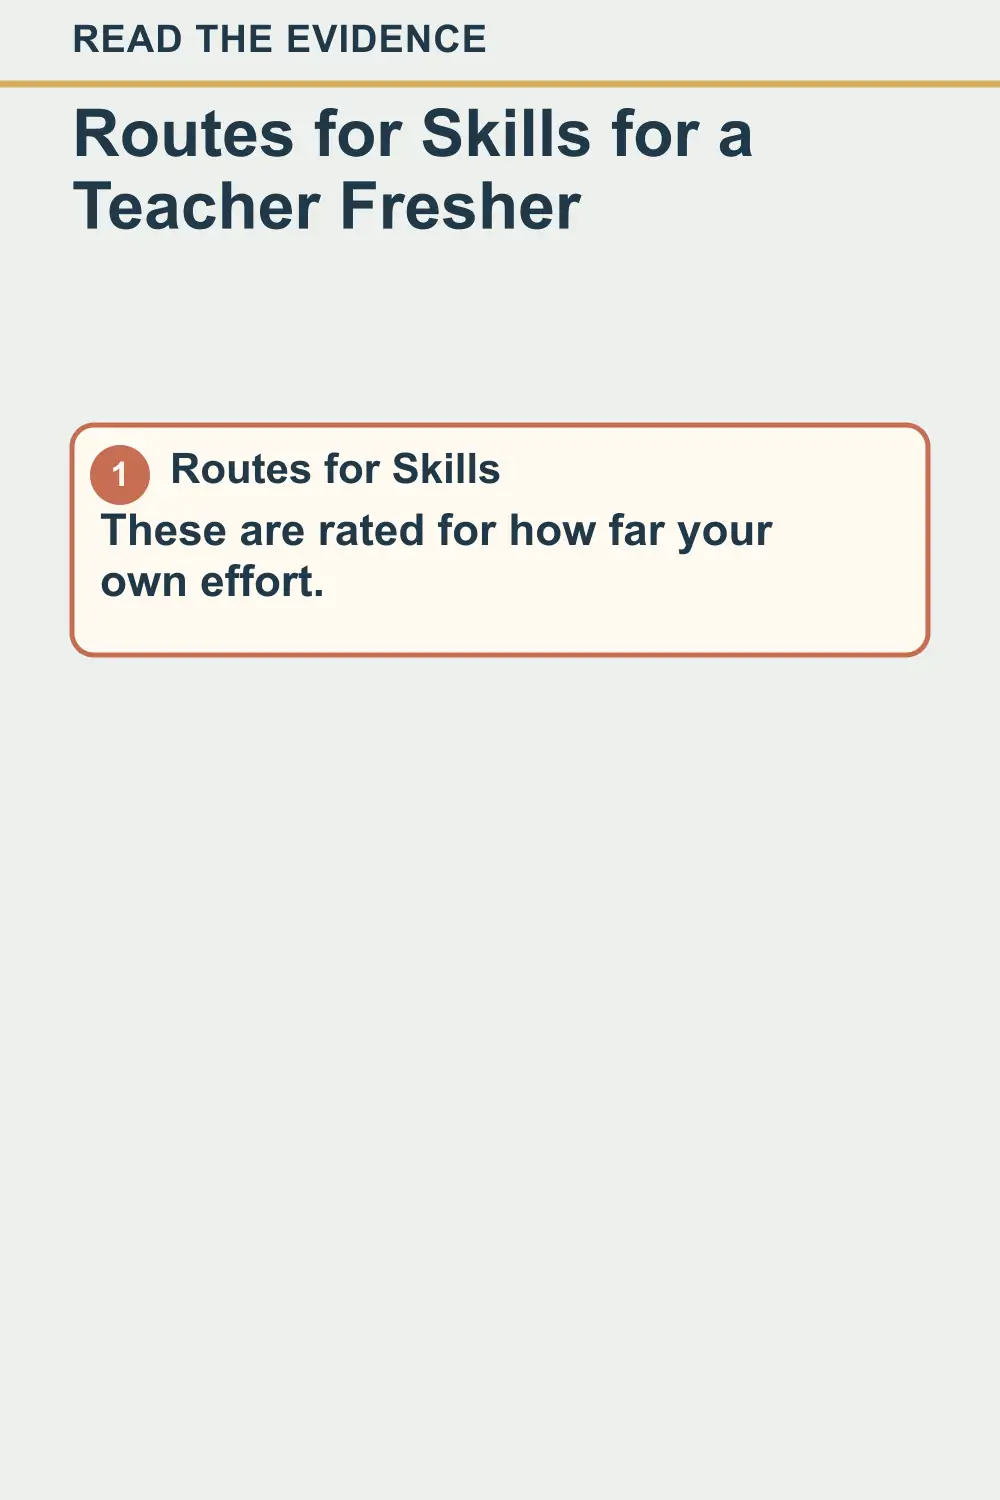 READ THE EVIDENCE
Routes for Skills for a
Teacher Fresher
1 Routes for Skills
These are rated for how far your
own effort.